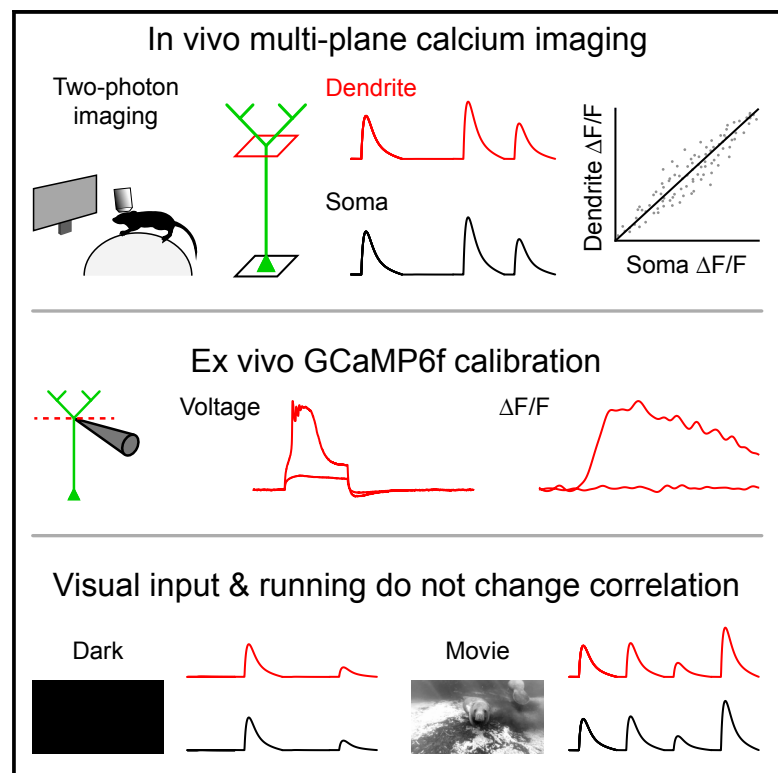 In vivo multi-plane calcium imaging
Two-photon
imaging
Dendrite
Soma
Dendrite ΔF/F
Soma ΔF/F
Ex vivo GCaMP6f calibration
Voltage
ΔF/F
Visual input & running do not change correlation
Dark
Movie